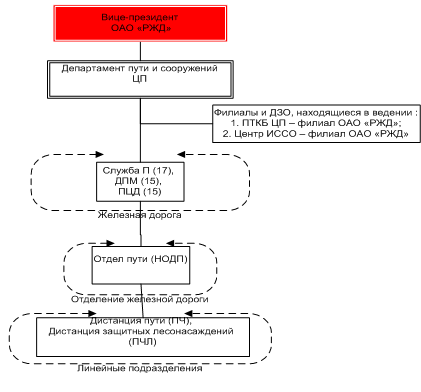 Вице-президент
ОАО «РЖД»
Департамент пути и сооружений
ЦП
Филиалы и ДЗО, находящиеся в ведении :
1. ПТКБ ЦП – филиал ОАО «РЖД»;
2. Центр ИССО – филиал ОАО «РЖД»
Служба П (17),
ДПМ (15),
ПЦД (15)
Железная дорога
Отдел пути (НОДП)
Отделение железной дороги
Дистанция пути (ПЧ),
Дистанция защитных лесонасаждений
(ПЧЛ)
Линейные подразделения